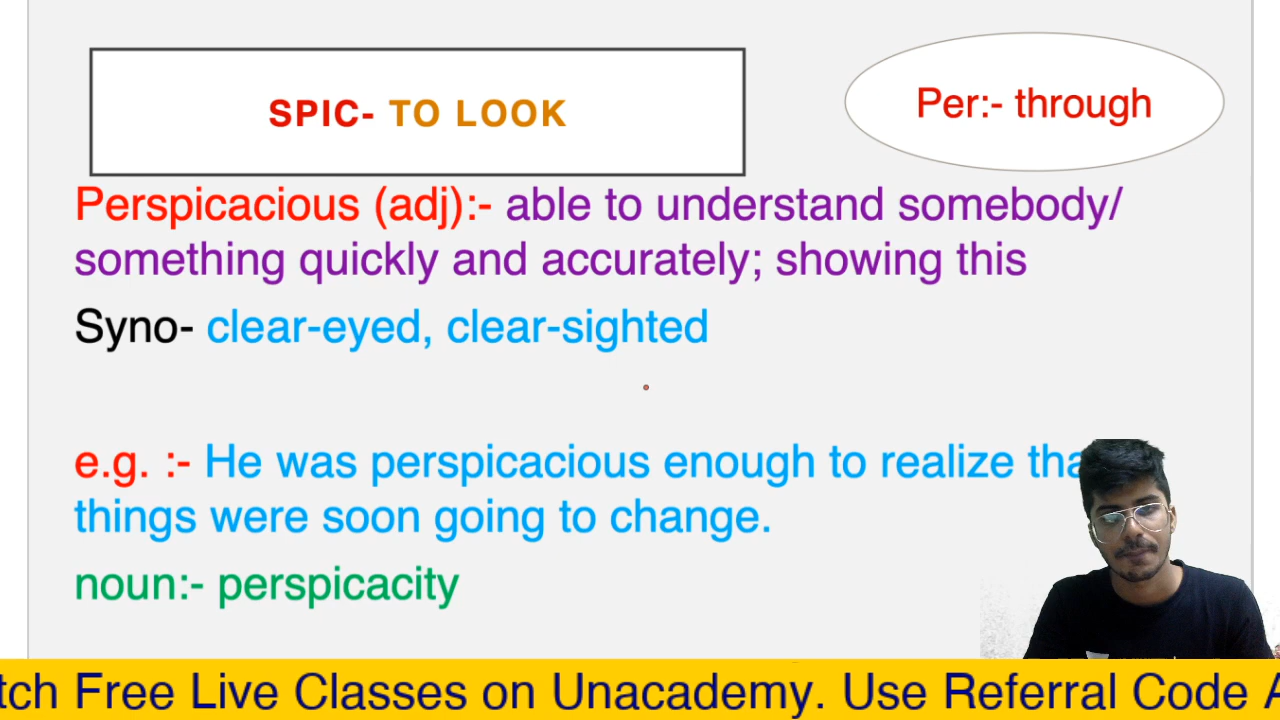 SPIC- TO LOOK
Per:- through
Perspicacious (adj):- able to understand somebody/
something quickly and accurately; showing this
Syno- clear-eyed, clear-sighted
e.g. :- He was perspicacious enough to realize tha
things were soon going to change.
noun:- perspicacity
tch Free Live Classes on Unacademy. Use Referral Code A